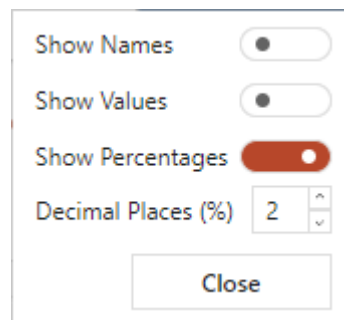 Show Names
Show Values
Show Percentages
Decimal Places (%) 2
Close